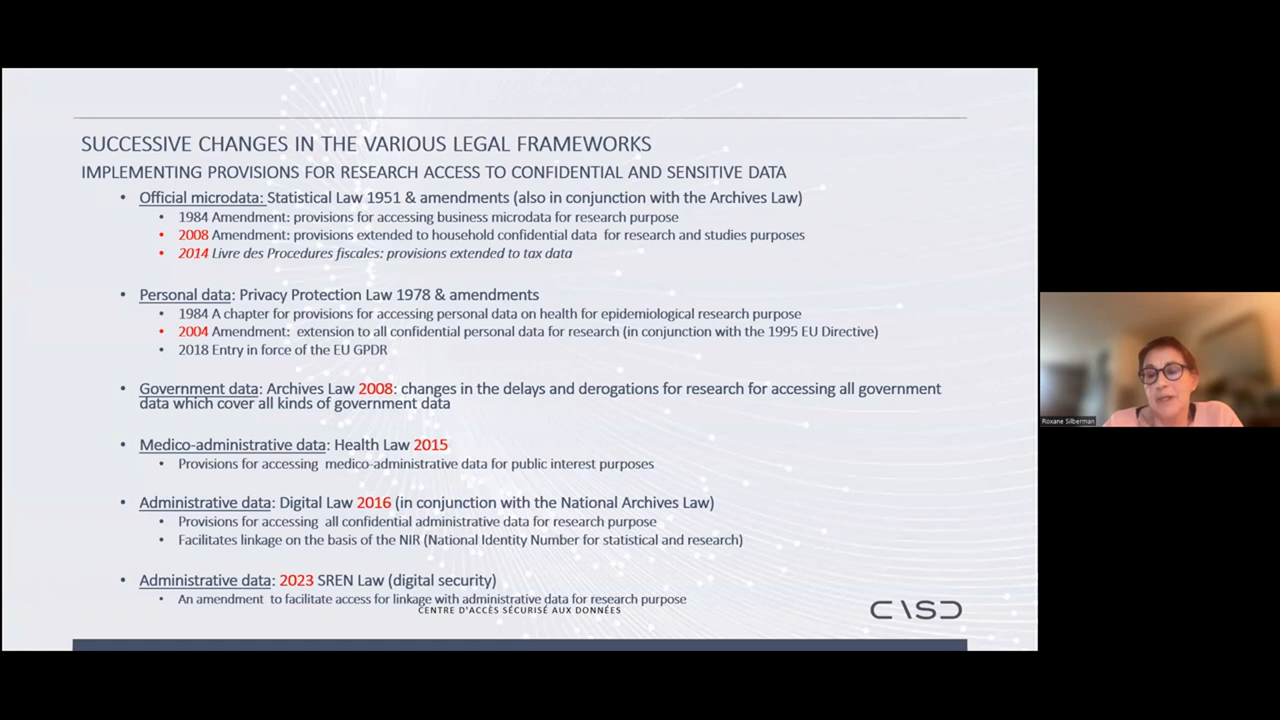 SUCCESSIVE CHANGES IN THE VARIOUS LEGAL FRAMEWORKS
IMPLEMENTING PROVISIONS FOR RESEARCH ACCESS TO CONFIDENTIAL AND SENSITIVE DATA
• Official microdata: Statistical Law 1951 & amendments (also in conjunction with the Archives Law)
• 1984 Amendment: provisions for accessing business microdata for research purpose
• 2008 Amendment: provisions extended to household confidential data for research and studies purposes
• 2014 Livre des Procedures fiscales: provisions extended to tax data
• Personal data: Privacy Protection Law 1978 & amendments
• 1984 A chapter for provisions for accessing personal data on health for epidemiological research purpose
• 2004 Amendment: extension to all confidential personal data for research (in conjunction with the 1995 EU Directive)
• 2018 Entry in force of the EU GPDR
• Government data: Archives Law 2008: changes in the delays and derogations for research for accessing all government
data which cover all kinds of government data
• Medico-administrative data: Health Law 2015
• Provisions for accessing medico-administrative data for public interest purposes
• Administrative data: Digital Law 2016 (in conjunction with the National Archives Law)
• Provisions for accessing all confidential administrative data for research purpose
• Facilitates linkage on the basis of the NIR (National Identity Number for statistical and research)
• Administrative data: 2023 SREN Law (digital security)
• An amendment to facilitate access for linkage with administrative data for research purpose
CENTRE D'ACCÈS SÉCURISÉ AUX DONNÉES
CASD
Roxane Silberman